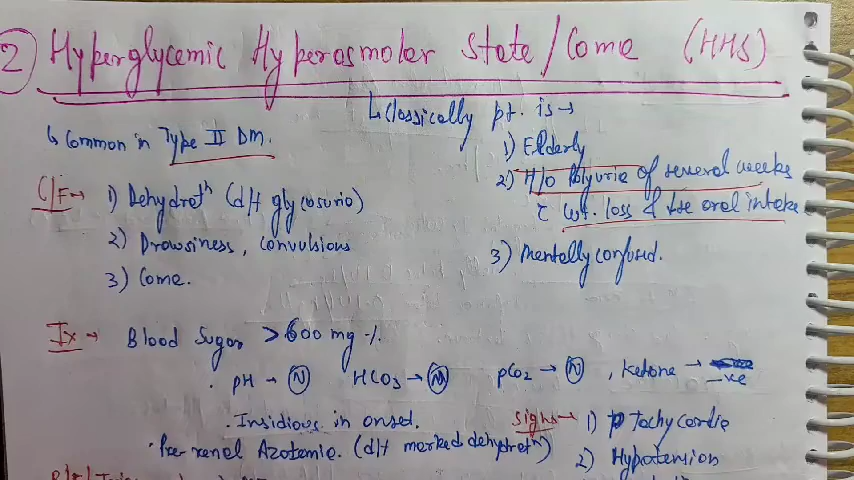 2 Hyperglycemic Hyperosmolar State/Coma (HHS)
↳ Common in Type II DM.
↳ Classically pt. is →
1) Elderly
2) H/o Polyuria of several weeks
c̄ wt. loss & ↓se oral intake
3) Mentally confused.
C/F → 1) Dehydratⁿ (d/t glycosuria)
2) Drowsiness, convulsions
3) Coma.
Ix → Blood Sugar > 600 mg %.
· pH → (N) HCO3 → (N) pCO2 → (N), Ketone → -ve
· Insidious in onset.
· Pre-renal Azotemia. (d/t marked dehydratⁿ)
Signs → 1) Tachycardia
2) Hypotension